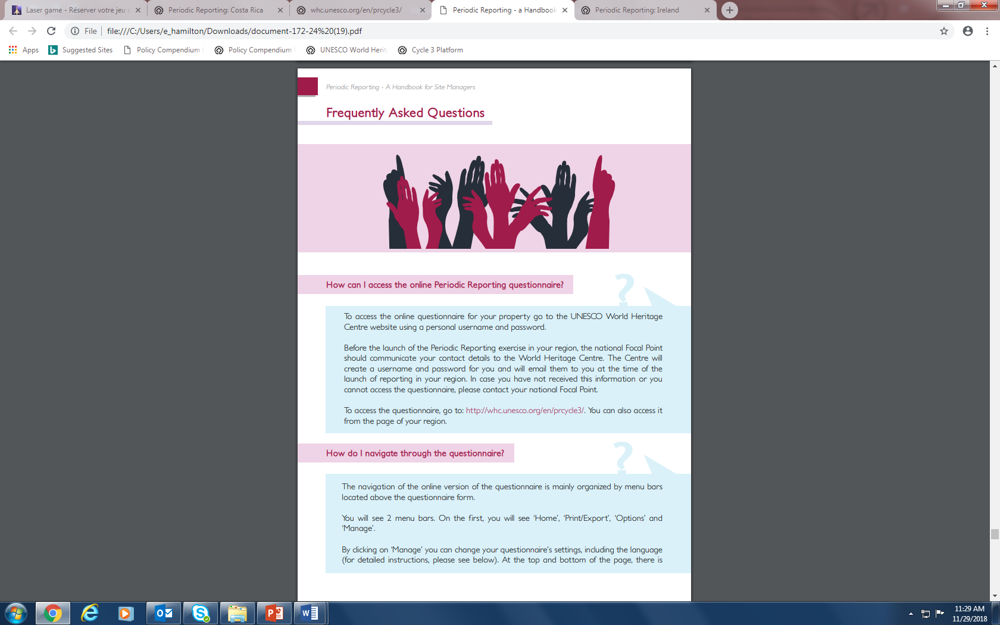 Laser game - Réserver votre jeu e
Periodic Reporting: Costa Rica
whc.unesco.org/en/prcycle3/
Periodic Reporting - a Handbook
Periodic Reporting: Ireland
File
file:///C:/Users/e_hamilton/Downloads/document-172-24%20(19).pdf
Apps
Suggested Sites
Policy Compendium
Policy Compendium
UNESCO World Herit
Cycle 3 Platform
Periodic Reporting - A Handbook for Site Managers
Frequently Asked Questions
How can I access the online Periodic Reporting questionnaire?
?
To access the online questionnaire for your property go to the UNESCO World Heritage
Centre website using a personal username and password.
Before the launch of the Periodic Reporting exercise in your region, the national Focal Point
should communicate your contact details to the World Heritage Centre. The Centre will
create a username and password for you and will email them to you at the time of the
launch of reporting in your region. In case you have not received this information or you
cannot access the questionnaire, please contact your national Focal Point.
To access the questionnaire, go to: http://whc.unesco.org/en/prcycle3/. You can also access it
from the page of your region.
How do I navigate through the questionnaire?
?
The navigation of the online version of the questionnaire is mainly organized by menu bars
located above the questionnaire form.
You will see 2 menu bars. On the first, you will see ‘Home’, ‘Print/Export’, ‘Options’ and
‘Manage’.
By clicking on ‘Manage’ you can change your questionnaire’s settings, including the language
(for detailed instructions, please see below). At the top and bottom of the page, there is
11:29 AM
11/29/2018